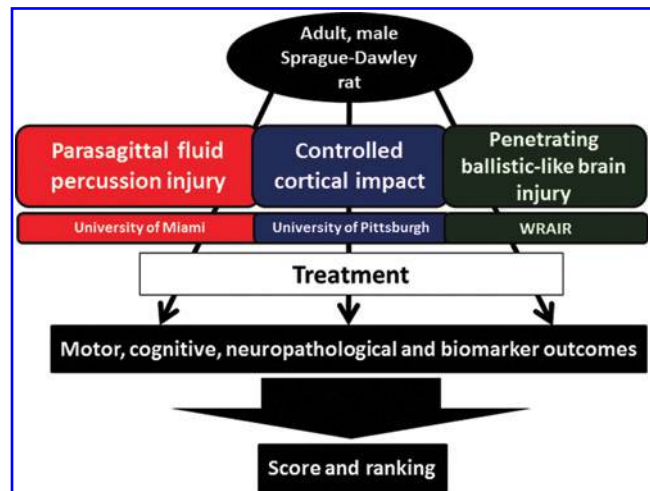 Adult, male
Sprague-Dawley
rat
Parasagittal fluid
percussion injury
Controlled
cortical impact
Penetrating
ballistic-like brain
injury
University of Miami
University of Pittsburgh
WRAIR
Treatment
Motor, cognitive, neuropathological and biomarker outcomes
Score and ranking